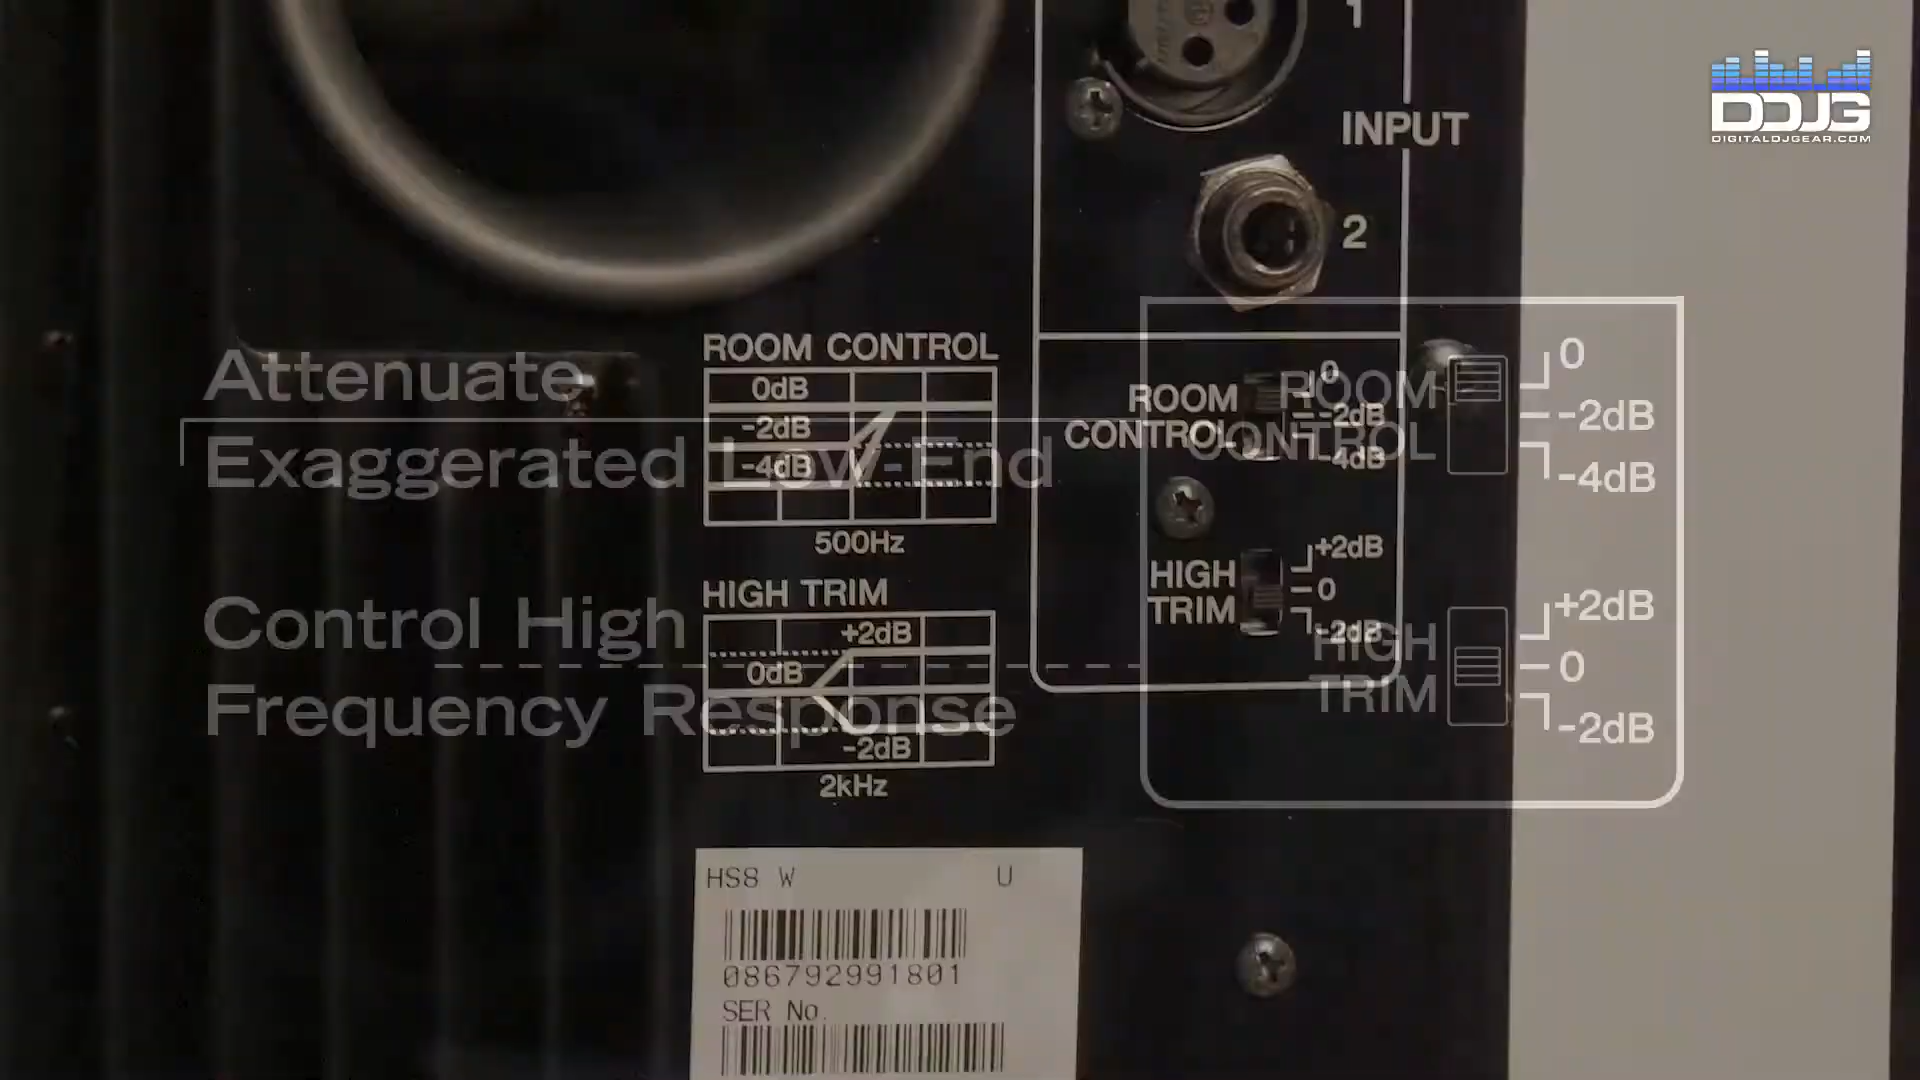 1
INPUT
2
DDJG
DIGITALDJGEAR.COM
ROOM CONTROL
0dB
-2dB
-4dB
500Hz
HIGH TRIM
+2dB
0dB
-2dB
2kHz
ROOM
CONTROL
0
-2dB
-4dB
HIGH
TRIM
+2dB
0
-2dB
Attenuate
Exaggerated Low-End
Control High
Frequency Response
ROOM
CONTROL
0
-2dB
-4dB
HIGH
TRIM
+2dB
0
-2dB
HS8 W U
086792991801
SER No.